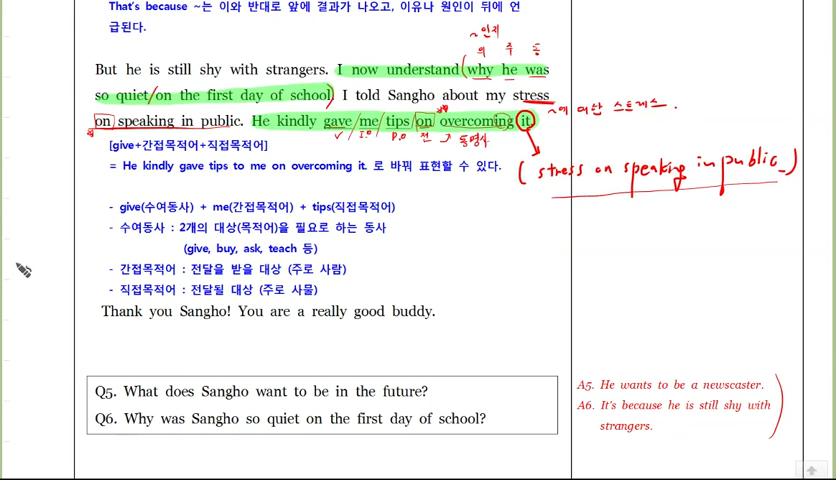 That's because ~는 이와 반대로 앞에 결과가 나오고, 이유나 원인이 뒤에 언
급된다.
~인지
의 주 동
But he is still shy with strangers. I now understand why he was
so quiet/on the first day of school. I told Sangho about my stress
~에 대한 스트레스.
on speaking in public. He kindly gave/me/tips/on overcoming it.
I.O D.O 전 동명사
[give+간접목적어+직접목적어]
= He kindly gave tips to me on overcoming it. 로 바꿔 표현할 수 있다.
(stress on speaking in public)
- give(수여동사) + me(간접목적어) + tips(직접목적어)
- 수여동사 : 2개의 대상(목적어)을 필요로 하는 동사
(give, buy, ask, teach 등)
- 간접목적어 : 전달을 받을 대상 (주로 사람)
- 직접목적어 : 전달될 대상 (주로 사물)
Thank you Sangho! You are a really good buddy.
Q5. What does Sangho want to be in the future?
Q6. Why was Sangho so quiet on the first day of school?
A5. He wants to be a newscaster.
A6. It's because he is still shy with
strangers.